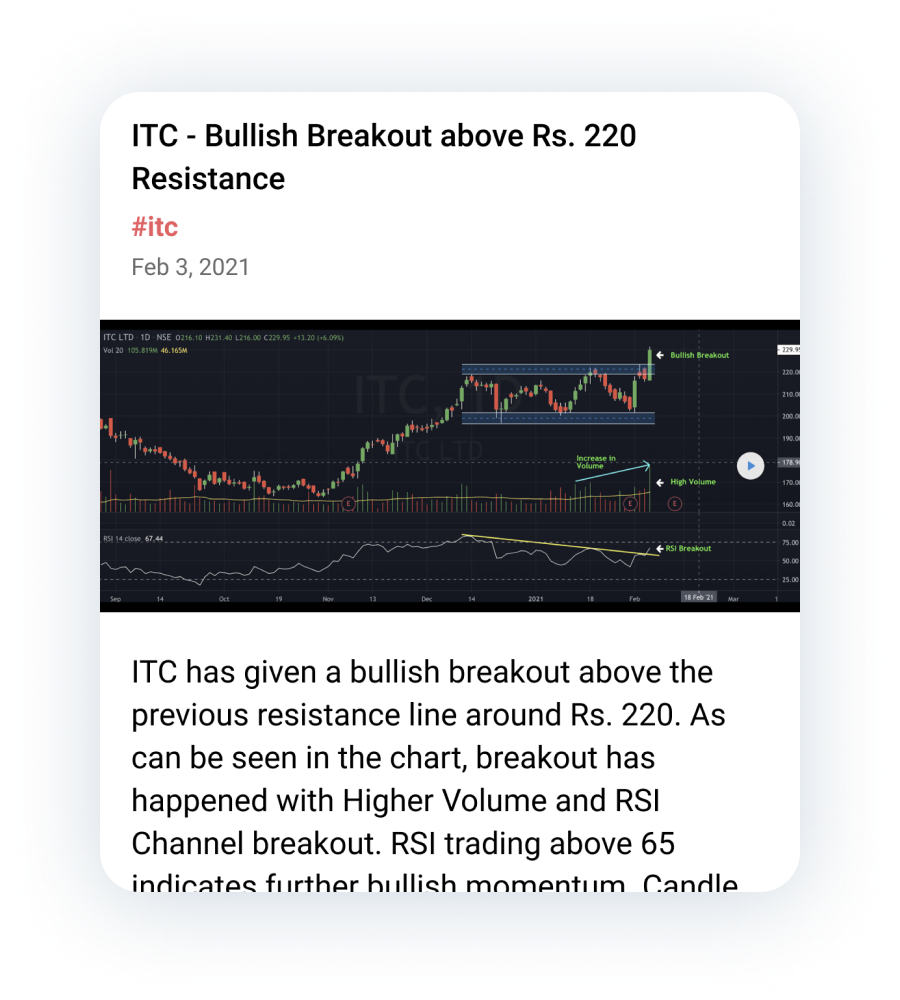 ITC - Bullish Breakout above Rs. 220
Resistance
#itc
Feb 3, 2021
ITC LTD · 1D · NSE O216.10 H231.40 L216.00 C229.95 +13.20 (+6.09%)
Vol 20 105.819M 46.165M
Bullish Breakout
229.95
220.00
210.00
200.00
190.00
178.90
170.00
160.00
ITC, 1D
ITC LTD
Increase in
Volume
High Volume
E
E
E
0.02
RSI 14 close 67.44
75.00
RSI Breakout
50.00
25.00
Sep 14 Oct 19 Nov 13 Dec 14 2021 18 Feb 18 Feb '21 Mar 1
ITC has given a bullish breakout above the
previous resistance line around Rs. 220. As
can be seen in the chart, breakout has
happened with Higher Volume and RSI
Channel breakout. RSI trading above 65
indicates further bullish momentum. Candle